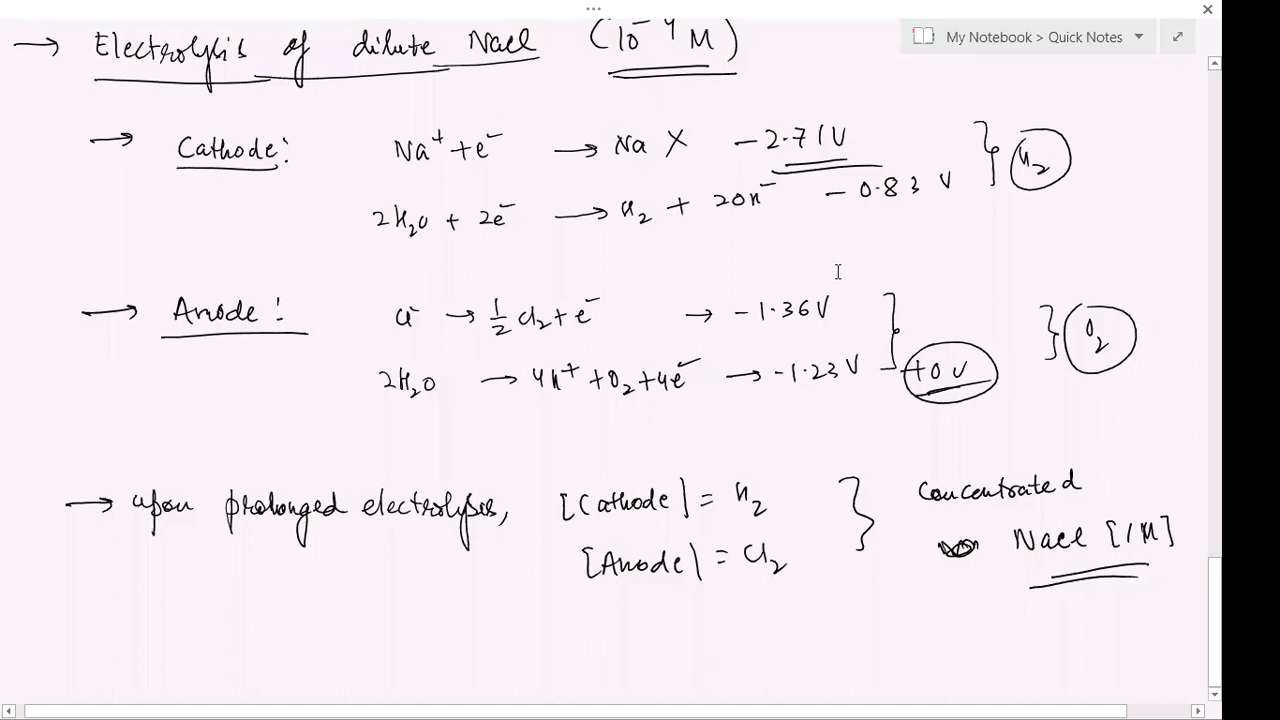 My Notebook > Quick Notes
→ Electrolysis of dilute NaCl (10⁻⁴ M)
→ Cathode: Na⁺ + e⁻ → Na X - 2.71 V
2H₂O + 2e⁻ → H₂ + 2OH⁻ - 0.83 V } H₂
→ Anode: Cl⁻ → ½ Cl₂ + e⁻ → - 1.36 V
2H₂O → 4H⁺ + O₂ + 4e⁻ → - 1.23 V + 0 V } O₂
→ upon prolonged electrolyses, [Cathode] = H₂ } Concentrated
[Anode] = Cl₂ NaCl [1M]